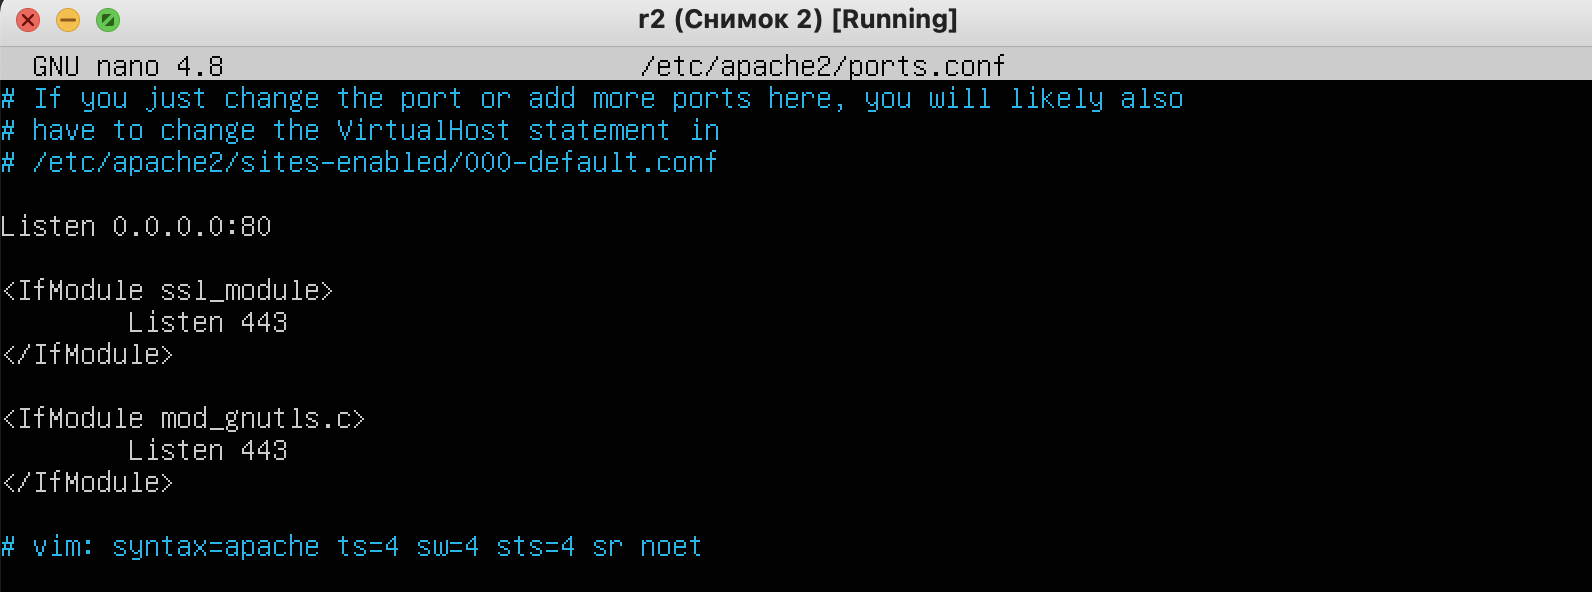 r2 (Снимок 2) [Running]
GNU nano 4.8 /etc/apache2/ports.conf
# If you just change the port or add more ports here, you will likely also
# have to change the VirtualHost statement in
# /etc/apache2/sites-enabled/000-default.conf
Listen 0.0.0.0:80
<IfModule ssl_module>
Listen 443
</IfModule>
<IfModule mod_gnutls.c>
Listen 443
</IfModule>
# vim: syntax=apache ts=4 sw=4 sts=4 sr noet